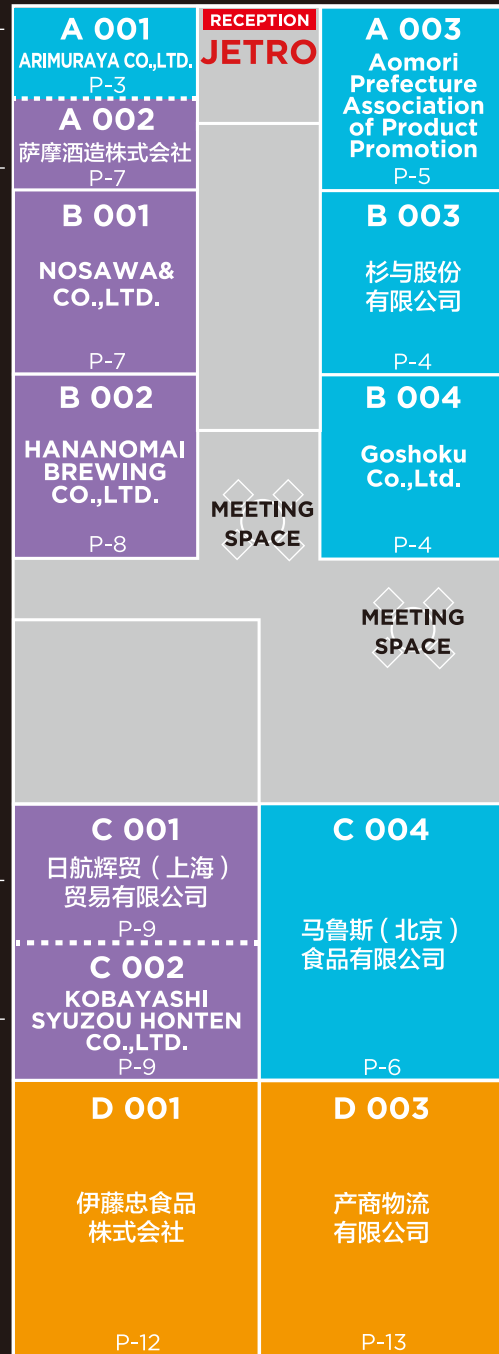 A 001
ARIMURAYA CO.,LTD.
P-3
A 002
萨摩酒造株式会社
P-7
RECEPTION
JETRO
A 003
Aomori
Prefecture
Association
of Product
Promotion
P-5
B 001
NOSAWA&
CO.,LTD.
P-7
B 003
杉与股份
有限公司
P-4
B 002
HANANOMAI
BREWING
CO.,LTD.
P-8
B 004
Goshoku
Co.,Ltd.
P-4
MEETING
SPACE
MEETING
SPACE
C 001
日航辉贸（上海）
贸易有限公司
P-9
C 002
KOBAYASHI
SYUZOU HONTEN
CO.,LTD.
P-9
C 004
马鲁斯（北京）
食品有限公司
P-6
D 001
伊藤忠食品
株式会社
P-12
D 003
产商物流
有限公司
P-13